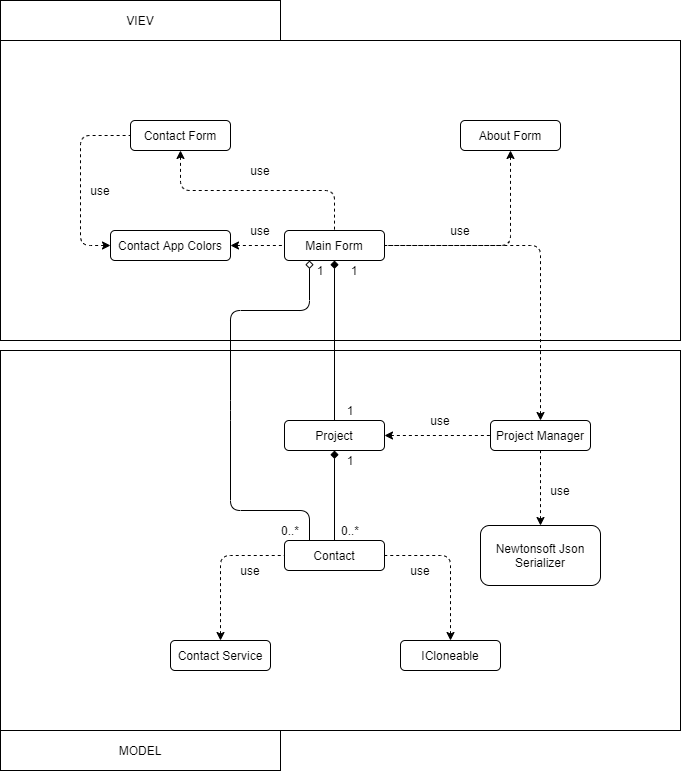 VIEV
Contact Form
About Form
use
use
Contact App Colors
use
Main Form
use
1
1
1
Project
use
Project Manager
1
use
0..*
0..*
Contact
Newtonsoft Json
Serializer
use
use
Contact Service
ICloneable
MODEL